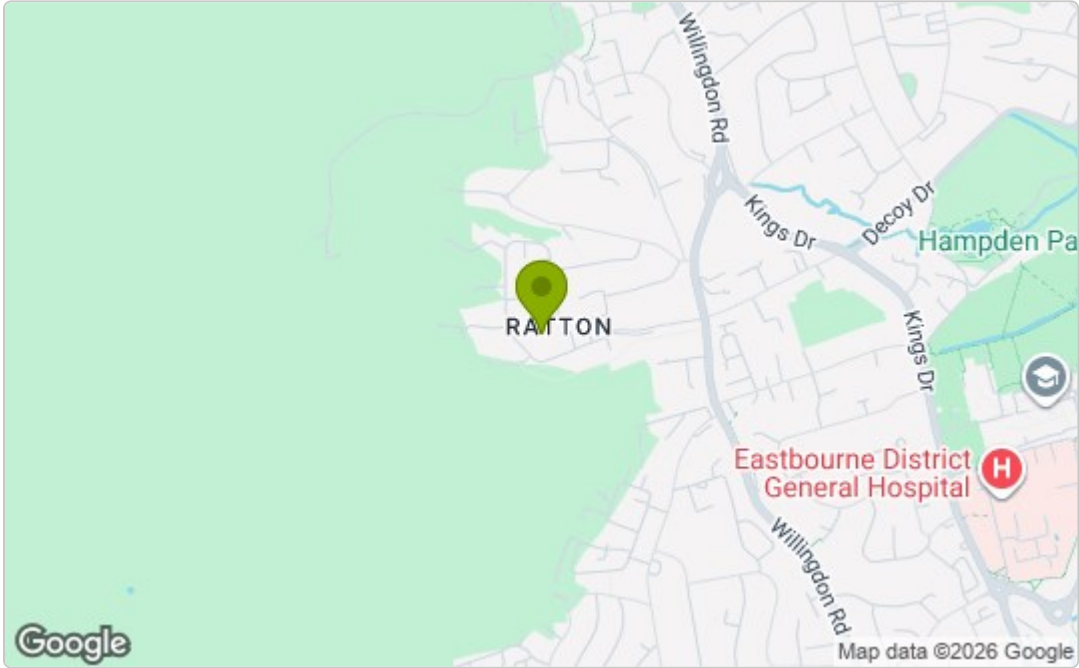 Willingdon Rd
Kings Dr
Decoy Dr
Hampden Pa
RATTON
Kings Dr
Eastbourne District
General Hospital
H
Willingdon Rd
Google
Map data ©2026 Google